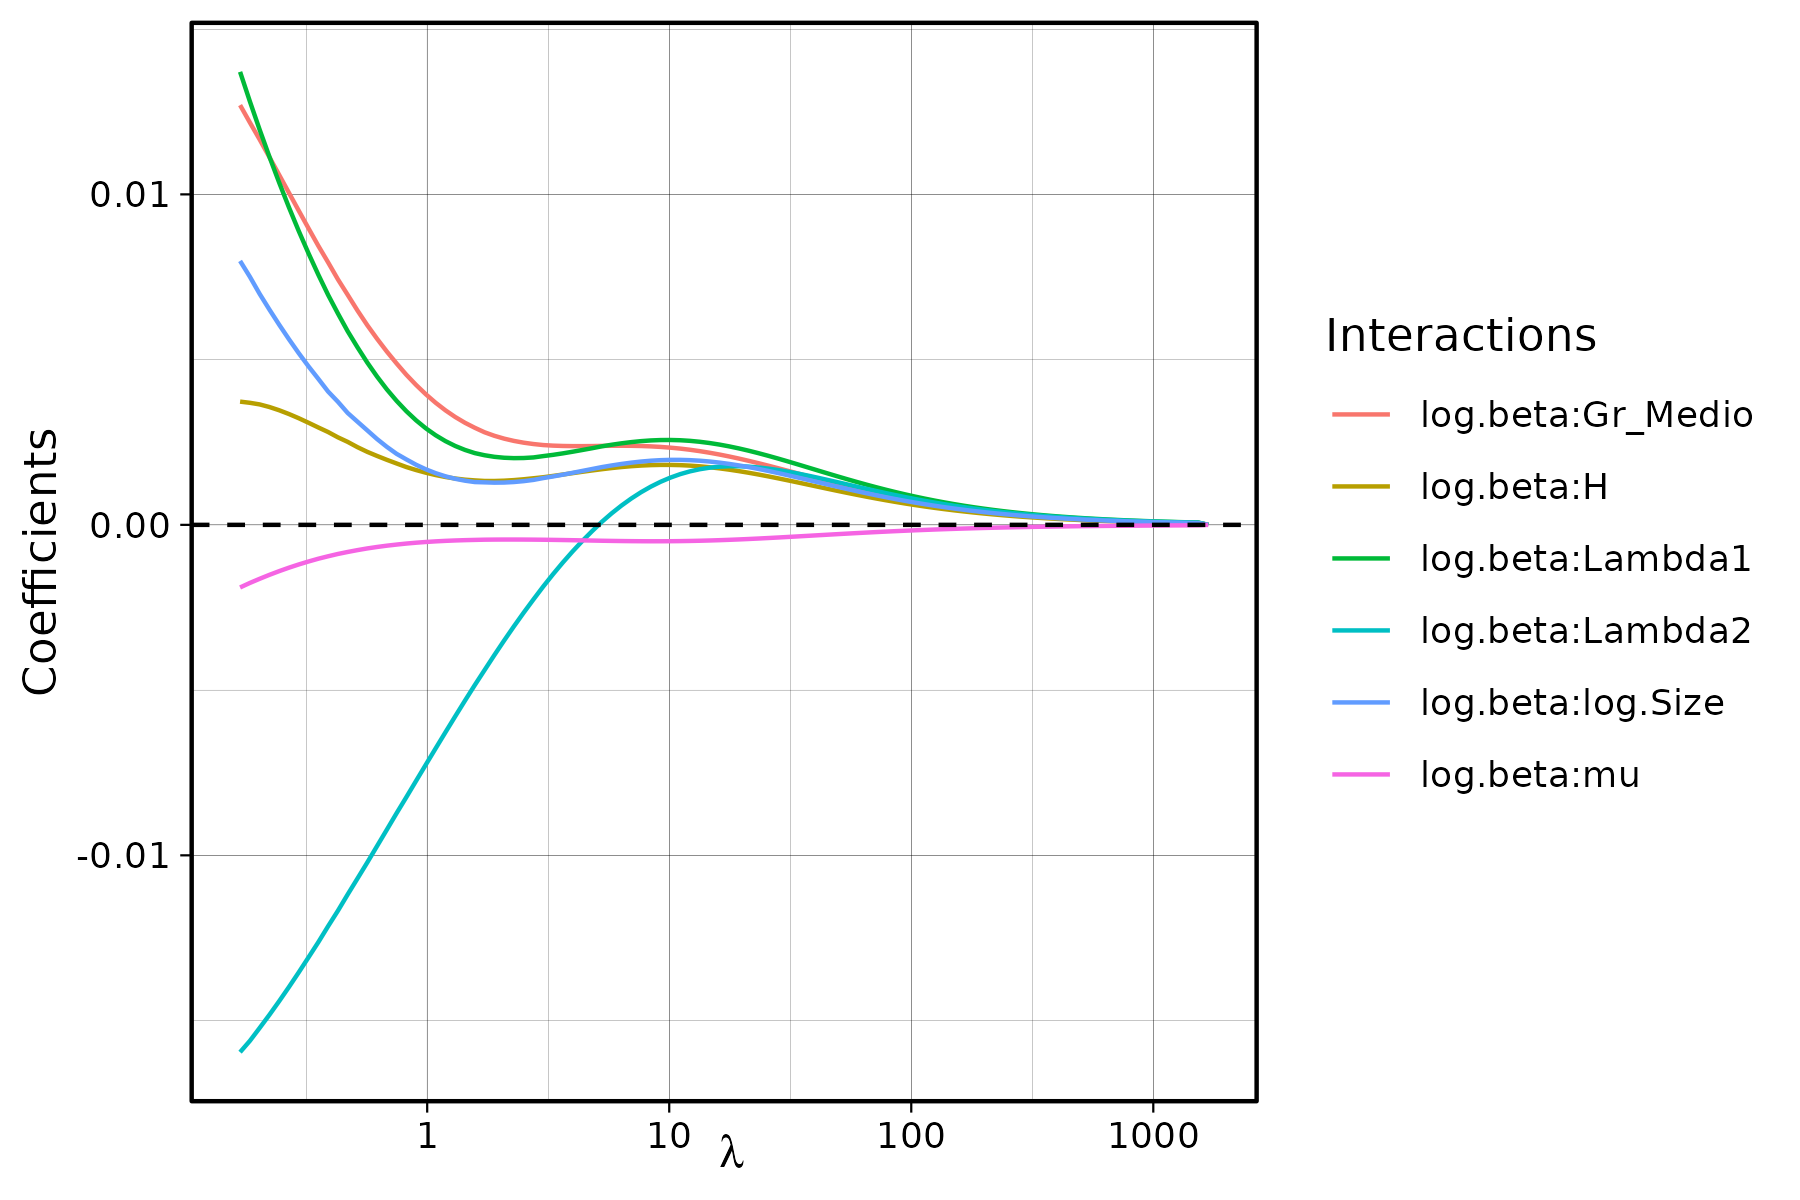 Coefficients
0.01
0.00
-0.01
1
10
100
1000
λ
Interactions
log.beta:Gr_Medio
log.beta:H
log.beta:Lambda1
log.beta:Lambda2
log.beta:log.Size
log.beta:mu